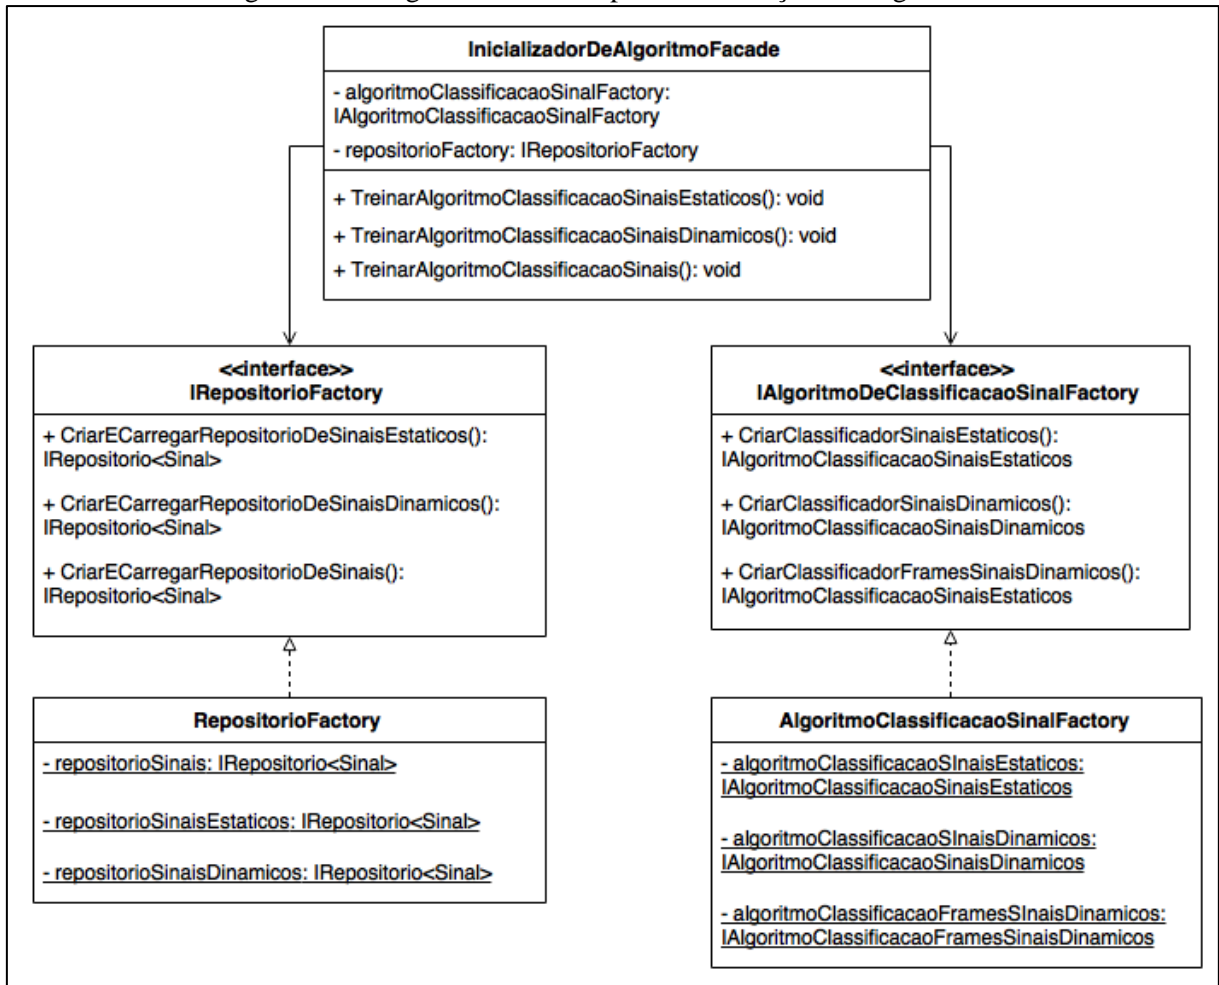 InicializadorDeAlgoritmoFacade
- algoritmoClassificacaoSinalFactory:
IAlgoritmoClassificacaoSinalFactory
- repositorioFactory: IRepositorioFactory
+ TreinarAlgoritmoClassificacaoSinaisEstaticos(): void
+ TreinarAlgoritmoClassificacaoSinaisDinamicos(): void
+ TreinarAlgoritmoClassificacaoSinais(): void
<<interface>>
IRepositorioFactory
+ CriarECarregarRepositorioDeSinaisEstaticos():
IRepositorio<Sinal>
+ CriarECarregarRepositorioDeSinaisDinamicos():
IRepositorio<Sinal>
+ CriarECarregarRepositorioDeSinais():
IRepositorio<Sinal>
<<interface>>
IAlgoritmoDeClassificacaoSinalFactory
+ CriarClassificadorSinaisEstaticos():
IAlgoritmoClassificacaoSinaisEstaticos
+ CriarClassificadorSinaisDinamicos():
IAlgoritmoClassificacaoSinaisDinamicos
+ CriarClassificadorFramesSinaisDinamicos():
IAlgoritmoClassificacaoSinaisEstaticos
RepositorioFactory
- repositorioSinais: IRepositorio<Sinal>
- repositorioSinaisEstaticos: IRepositorio<Sinal>
- repositorioSinaisDinamicos: IRepositorio<Sinal>
AlgoritmoClassificacaoSinalFactory
- algoritmoClassificacaoSInaisEstaticos:
IAlgoritmoClassificacaoSinaisEstaticos
- algoritmoClassificacaoSInaisDinamicos:
IAlgoritmoClassificacaoSinaisDinamicos
- algoritmoClassificacaoFramesSInaisDinamicos:
IAlgoritmoClassificacaoFramesSinaisDinamicos